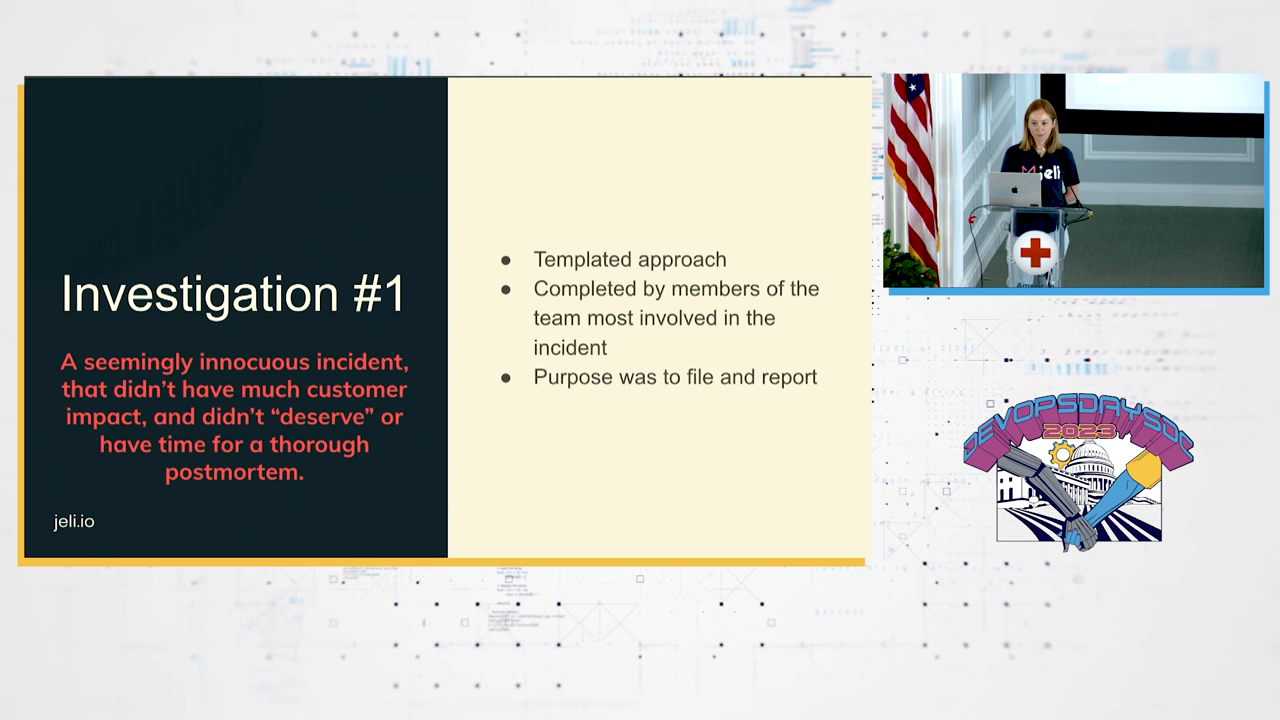 Investigation #1
A seemingly innocuous incident,
that didn’t have much customer
impact, and didn’t “deserve” or
have time for a thorough
postmortem.
jeli.io
● Templated approach
● Completed by members of the
team most involved in the
incident
● Purpose was to file and report
jeli
DEVOPSDAYSDC
2023